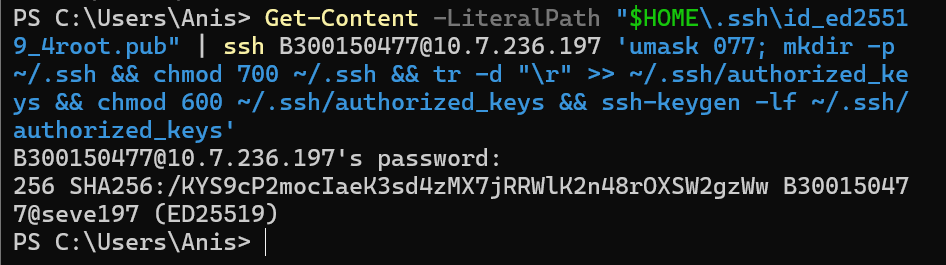 PS C:\Users\Anis> Get-Content -LiteralPath "$HOME\.ssh\id_ed2551
9_4root.pub" | ssh B300150477@10.7.236.197 'umask 077; mkdir -p
~/.ssh && chmod 700 ~/.ssh && tr -d "\r" >> ~/.ssh/authorized_ke
ys && chmod 600 ~/.ssh/authorized_keys && ssh-keygen -lf ~/.ssh/
authorized_keys'
B300150477@10.7.236.197's password:
256 SHA256:/KYS9cP2mocIaeK3sd4zMX7jRRWlK2n48rOXSW2gzWw B30015047
7@seve197 (ED25519)
PS C:\Users\Anis>